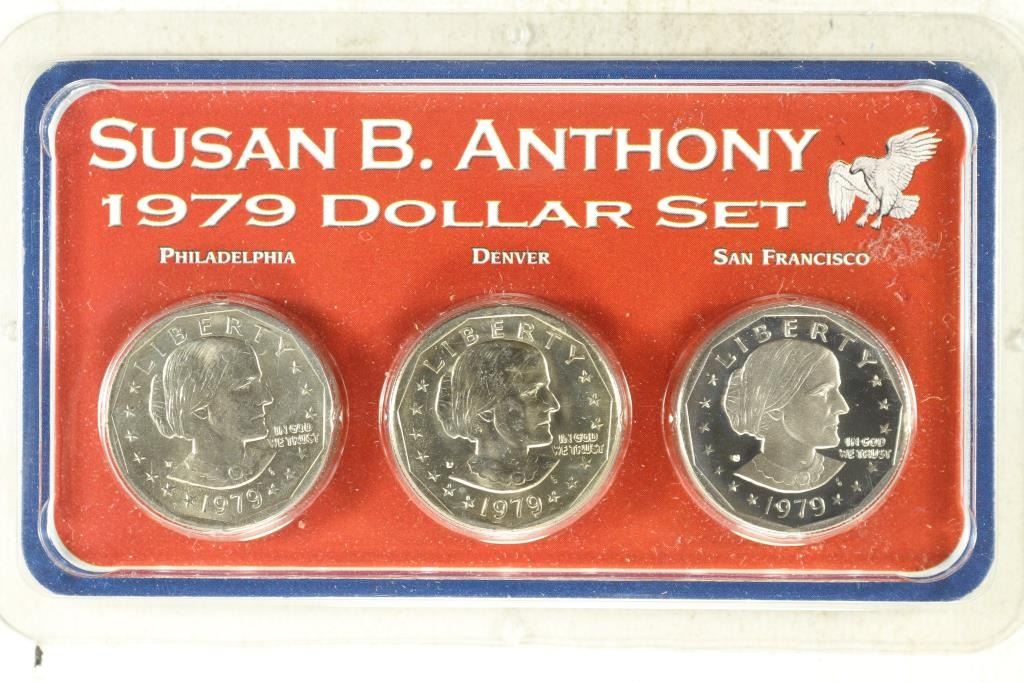 SUSAN B. ANTHONY
1979 DOLLAR SET
PHILADELPHIA DENVER SAN FRANCISCO
LIBERTY LIBERTY LIBERTY
IN GOD IN GOD IN GOD
WE TRUST WE TRUST WE TRUST
1979 1979 1979